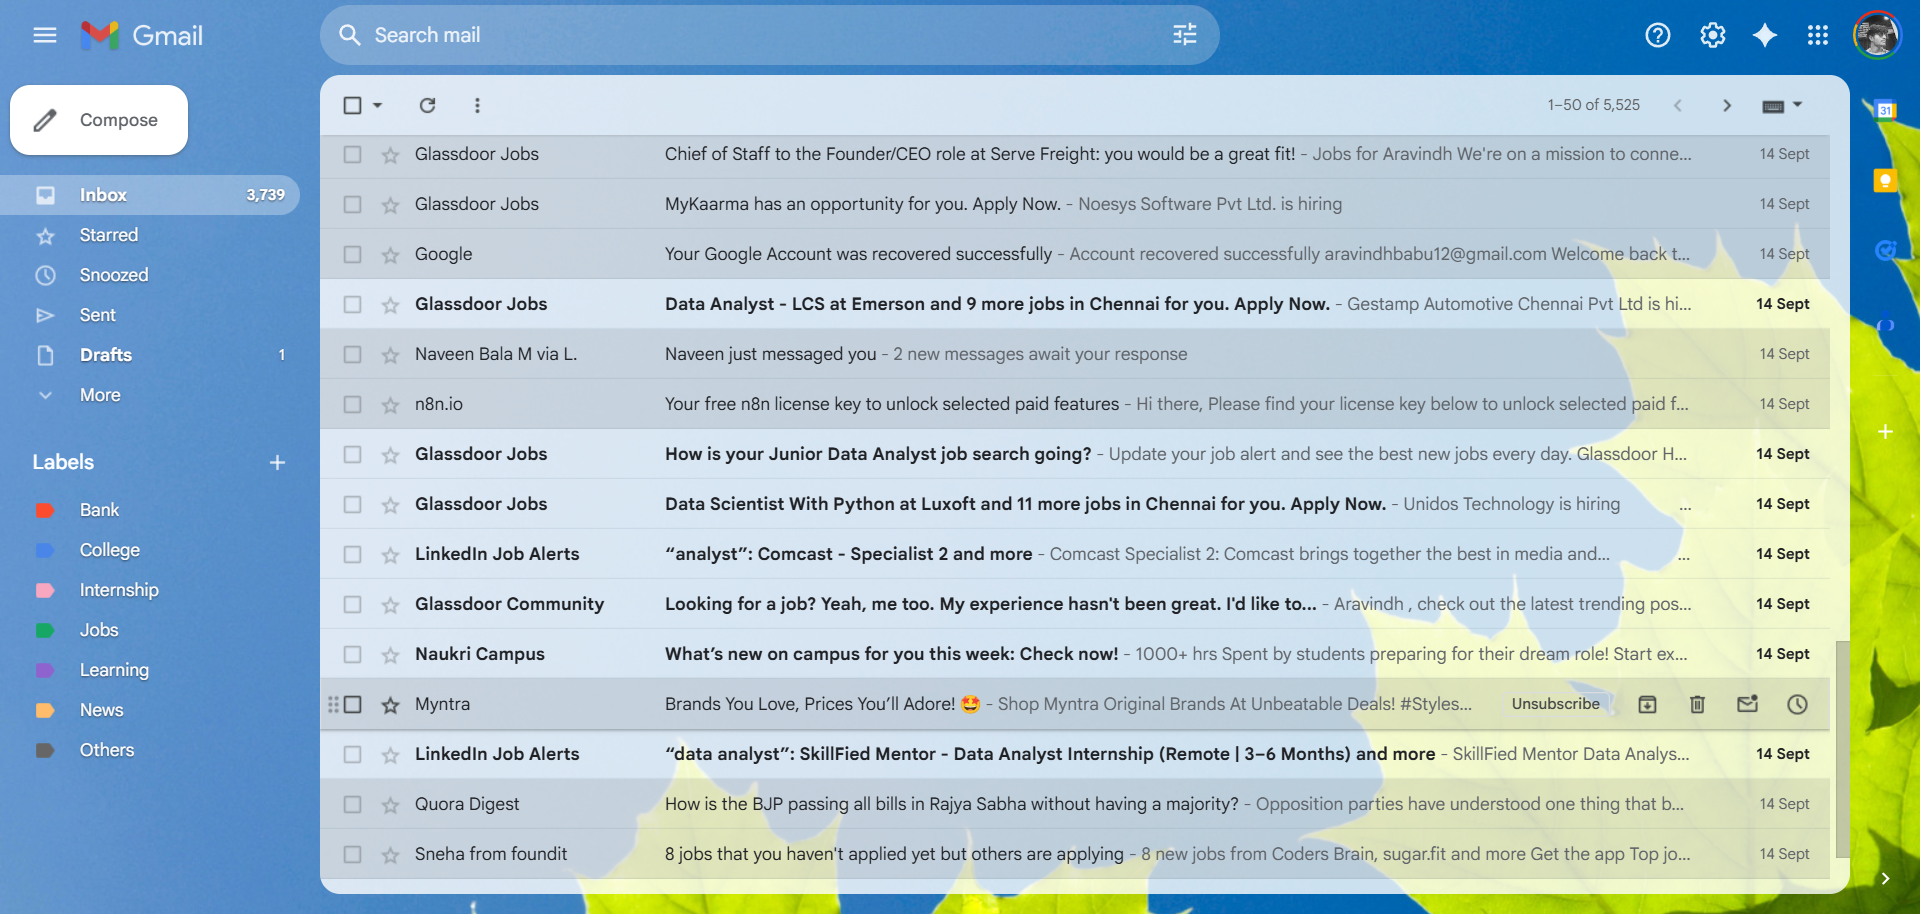 Gmail
Search mail
Compose
1–50 of 5,525
Inbox 3,739
Starred
Snoozed
Sent
Drafts 1
More
Labels
Bank
College
Internship
Jobs
Learning
News
Others
Glassdoor Jobs Chief of Staff to the Founder/CEO role at Serve Freight: you would be a great fit! - Jobs for Aravindh We're on a mission to conne... 14 Sept
Glassdoor Jobs MyKaarma has an opportunity for you. Apply Now. - Noesys Software Pvt Ltd. is hiring 14 Sept
Google Your Google Account was recovered successfully - Account recovered successfully aravindhbabu12@gmail.com Welcome back t... 14 Sept
Glassdoor Jobs Data Analyst - LCS at Emerson and 9 more jobs in Chennai for you. Apply Now. - Gestamp Automotive Chennai Pvt Ltd is hi... 14 Sept
Naveen Bala M via L. Naveen just messaged you - 2 new messages await your response 14 Sept
n8n.io Your free n8n license key to unlock selected paid features - Hi there, Please find your license key below to unlock selected paid f... 14 Sept
Glassdoor Jobs How is your Junior Data Analyst job search going? - Update your job alert and see the best new jobs every day. Glassdoor H... 14 Sept
Glassdoor Jobs Data Scientist With Python at Luxoft and 11 more jobs in Chennai for you. Apply Now. - Unidos Technology is hiring ... 14 Sept
LinkedIn Job Alerts “analyst”: Comcast - Specialist 2 and more - Comcast Specialist 2: Comcast brings together the best in media and... ... 14 Sept
Glassdoor Community Looking for a job? Yeah, me too. My experience hasn't been great. I'd like to... - Aravindh , check out the latest trending pos... 14 Sept
Naukri Campus What’s new on campus for you this week: Check now! - 1000+ hrs Spent by students preparing for their dream role! Start ex... 14 Sept
Myntra Brands You Love, Prices You’ll Adore! 🤩 - Shop Myntra Original Brands At Unbeatable Deals! #Styles... Unsubscribe
LinkedIn Job Alerts “data analyst”: SkillFied Mentor - Data Analyst Internship (Remote | 3–6 Months) and more - SkillFied Mentor Data Analys... 14 Sept
Quora Digest How is the BJP passing all bills in Rajya Sabha without having a majority? - Opposition parties have understood one thing that b... 14 Sept
Sneha from foundit 8 jobs that you haven't applied yet but others are applying - 8 new jobs from Coders Brain, sugar.fit and more Get the app Top jo... 14 Sept
31